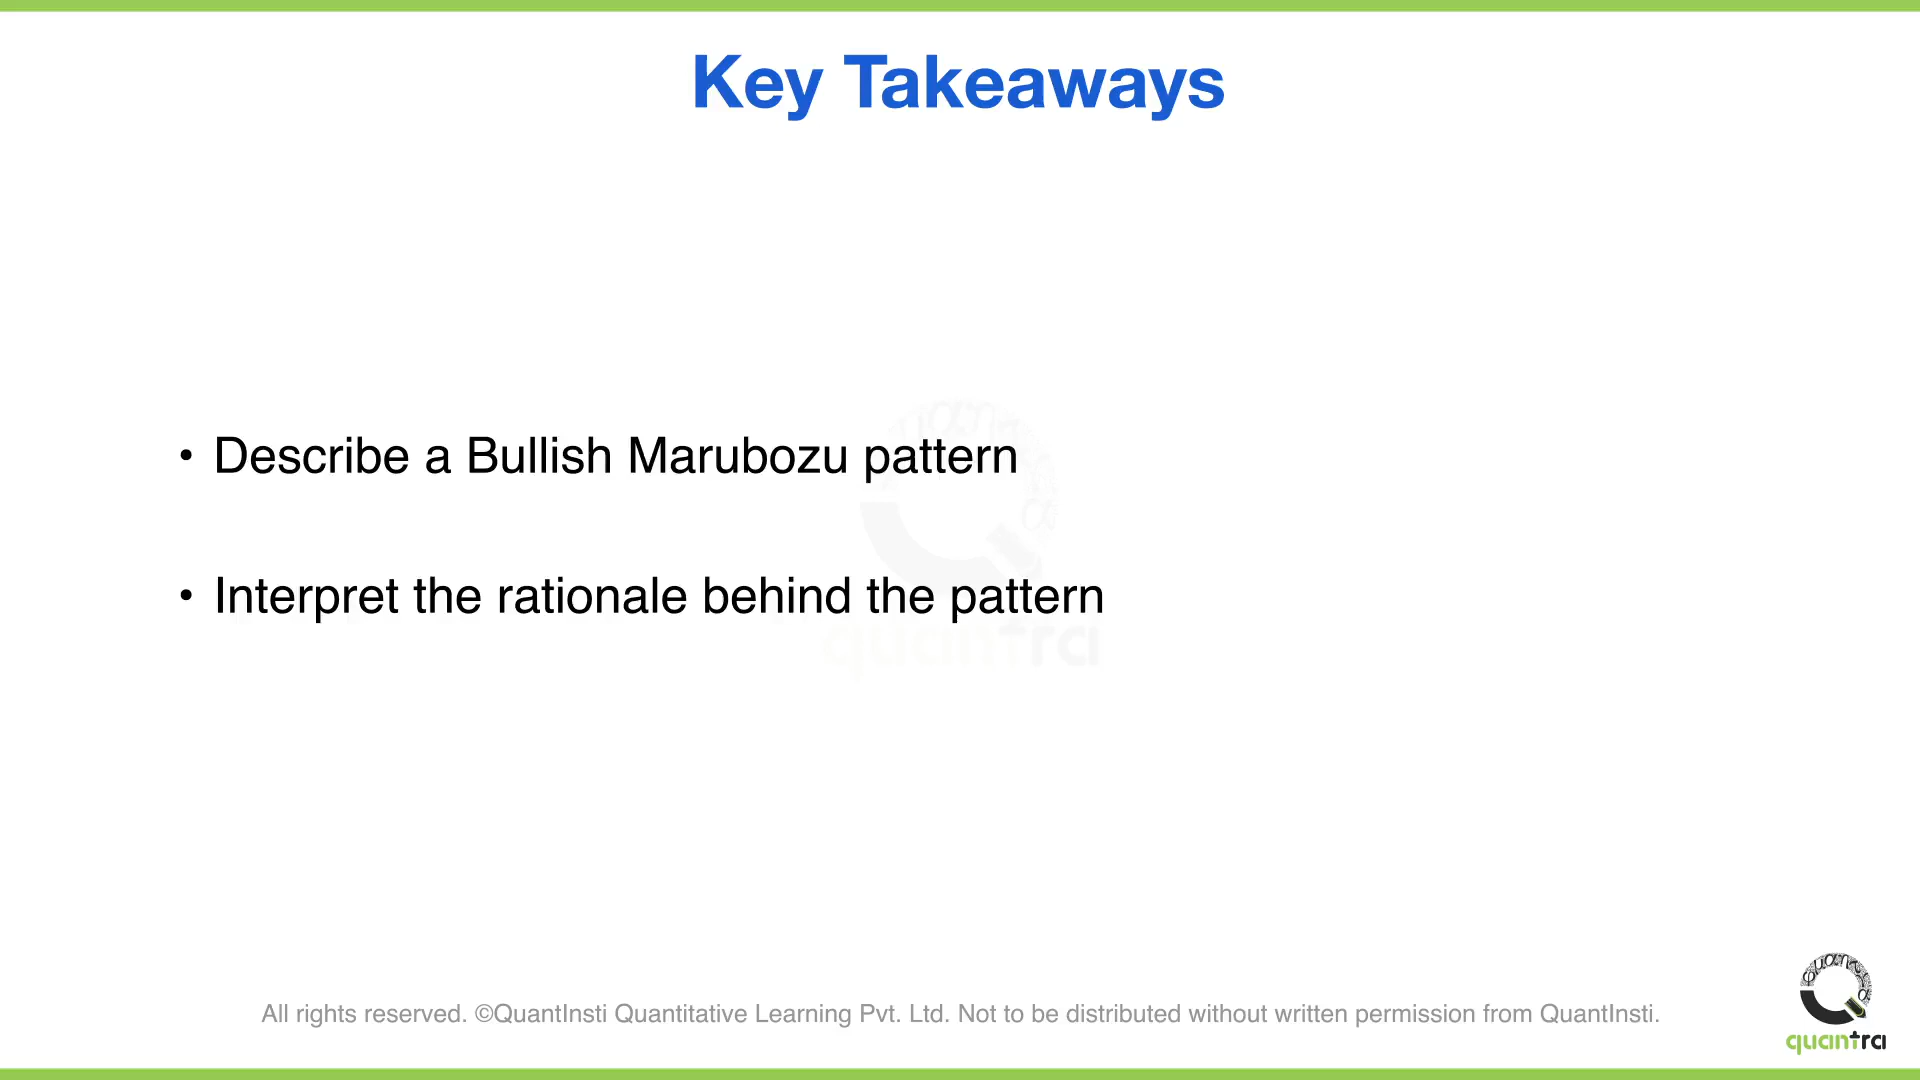 Key Takeaways
• Describe a Bullish Marubozu pattern
• Interpret the rationale behind the pattern
quantra
All rights reserved. ©QuantInsti Quantitative Learning Pvt. Ltd. Not to be distributed without written permission from QuantInsti.
quantra